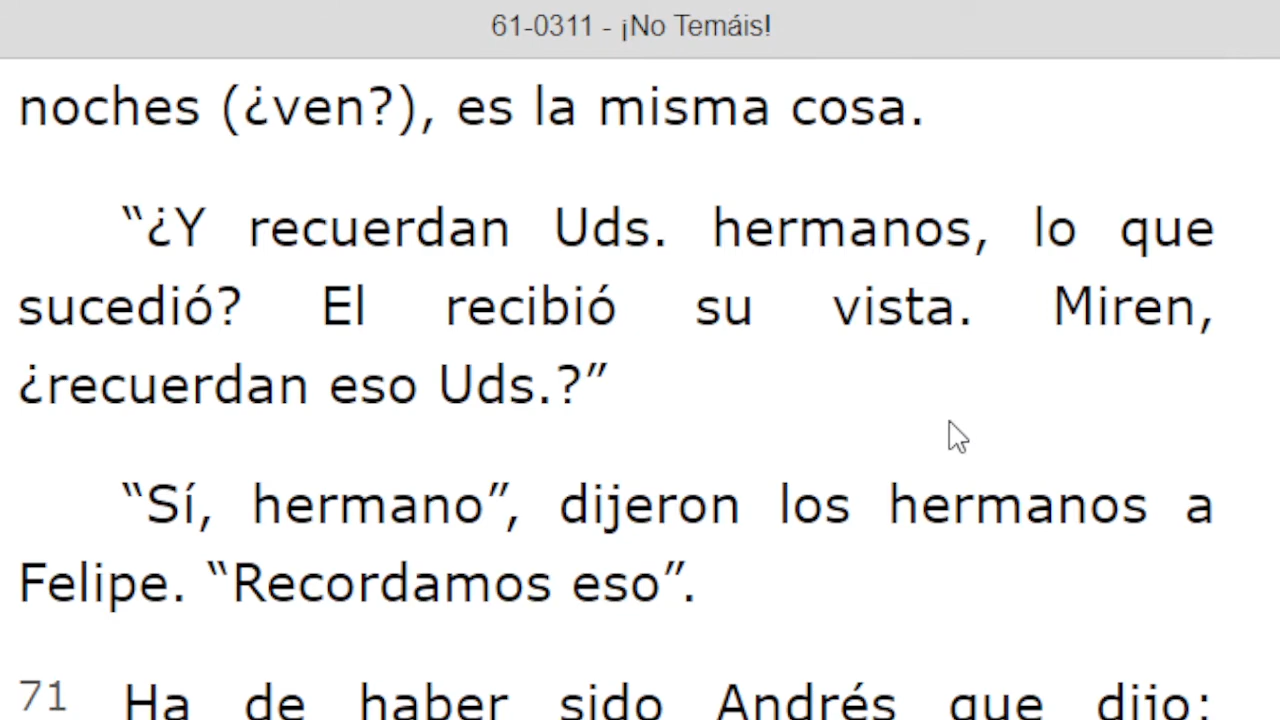 61-0311 - ¡No Temáis!
noches (¿ven?), es la misma cosa.
“¿Y recuerdan Uds. hermanos, lo que
sucedió? El recibió su vista. Miren,
¿recuerdan eso Uds.?”
“Sí, hermano”, dijeron los hermanos a
Felipe. “Recordamos eso”.
71 Ha de haber sido Andrés que dijo: